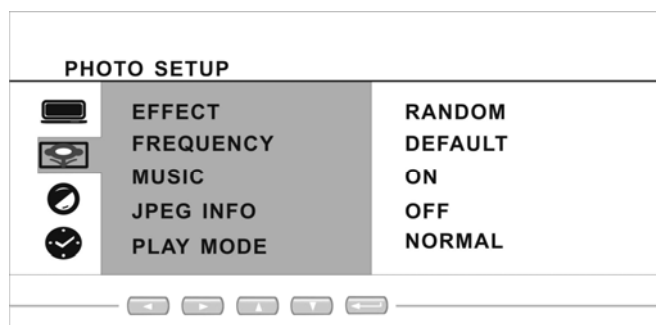 PHOTO SETUP
EFFECT RANDOM
FREQUENCY DEFAULT
MUSIC ON
JPEG INFO OFF
PLAY MODE NORMAL